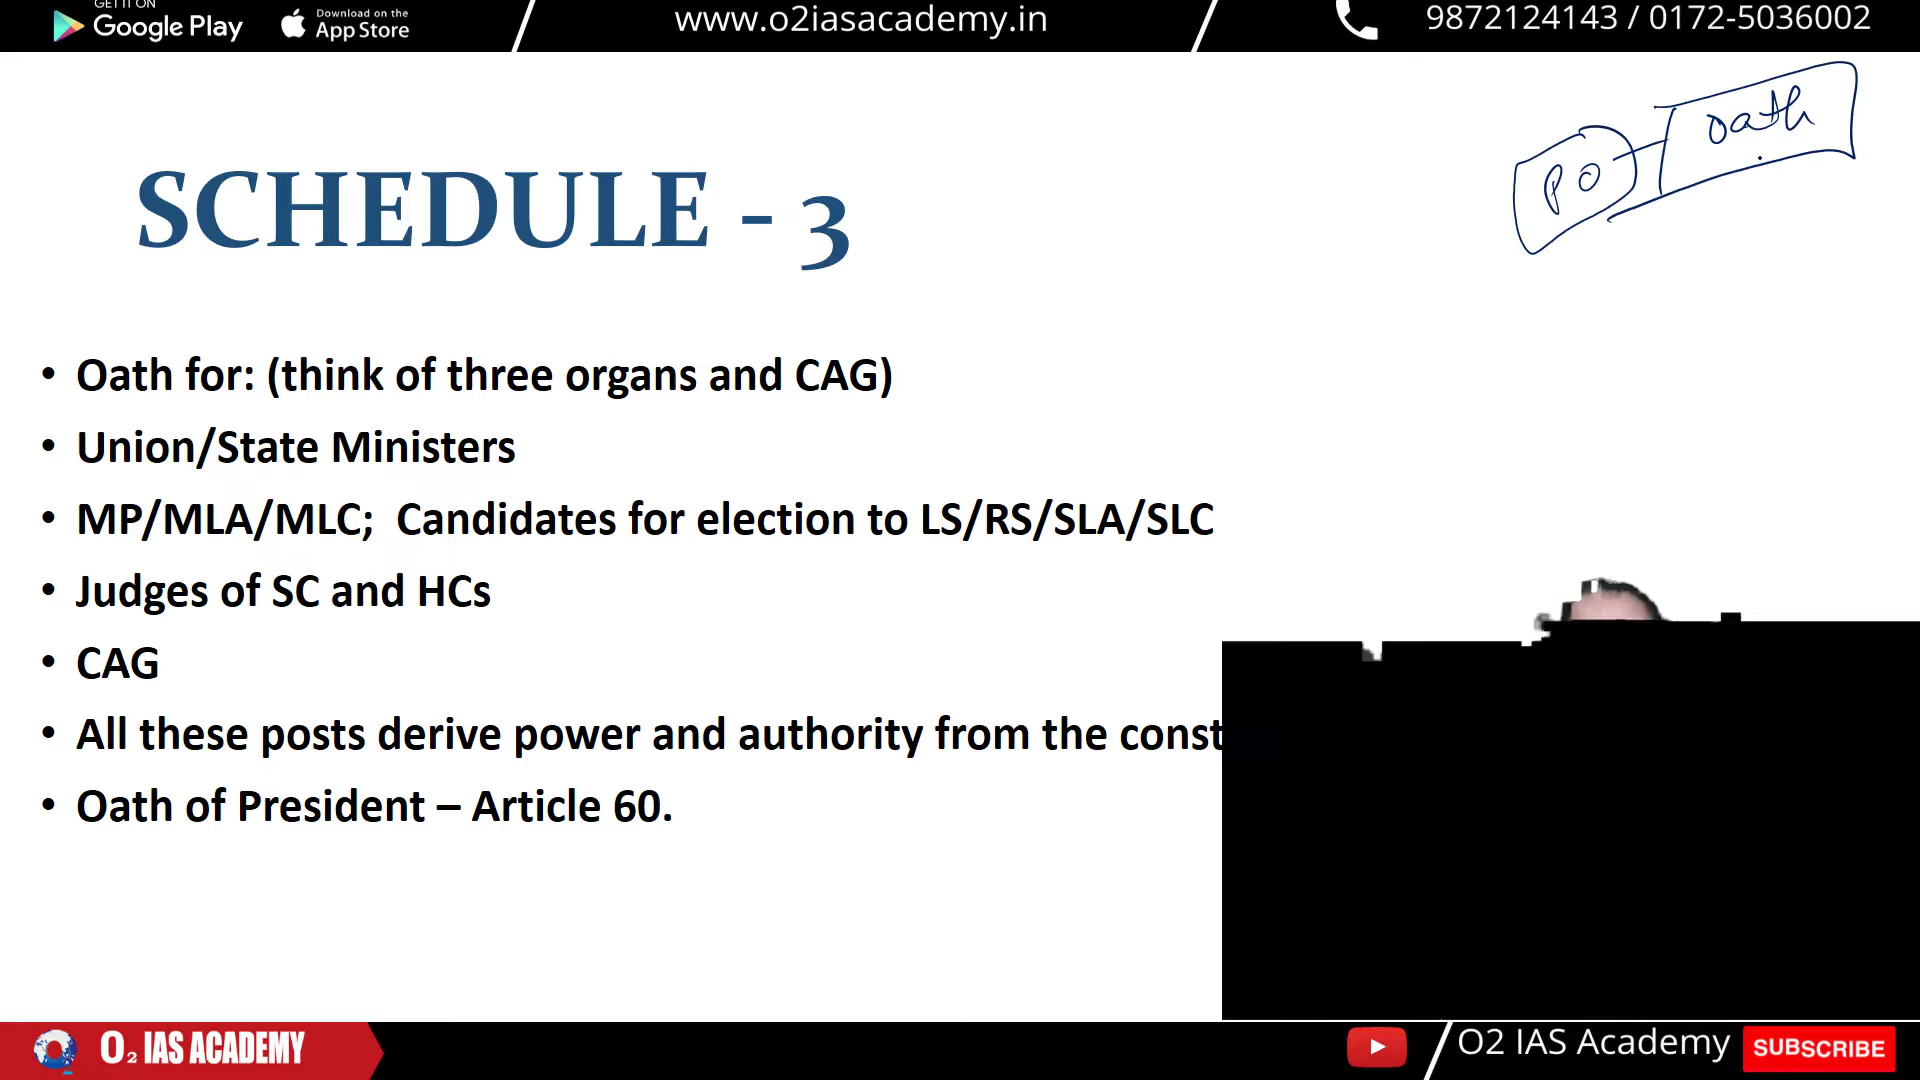 GET IT ON
Google Play
Download on the
App Store
www.o2iasacademy.in
9872124143 / 0172-5036002
oath
PO
SCHEDULE - 3
• Oath for: (think of three organs and CAG)
• Union/State Ministers
• MP/MLA/MLC;  Candidates for election to LS/RS/SLA/SLC
• Judges of SC and HCs
• CAG
• All these posts derive power and authority from the const
• Oath of President – Article 60.
O2 IAS ACADEMY
O2 IAS Academy
SUBSCRIBE